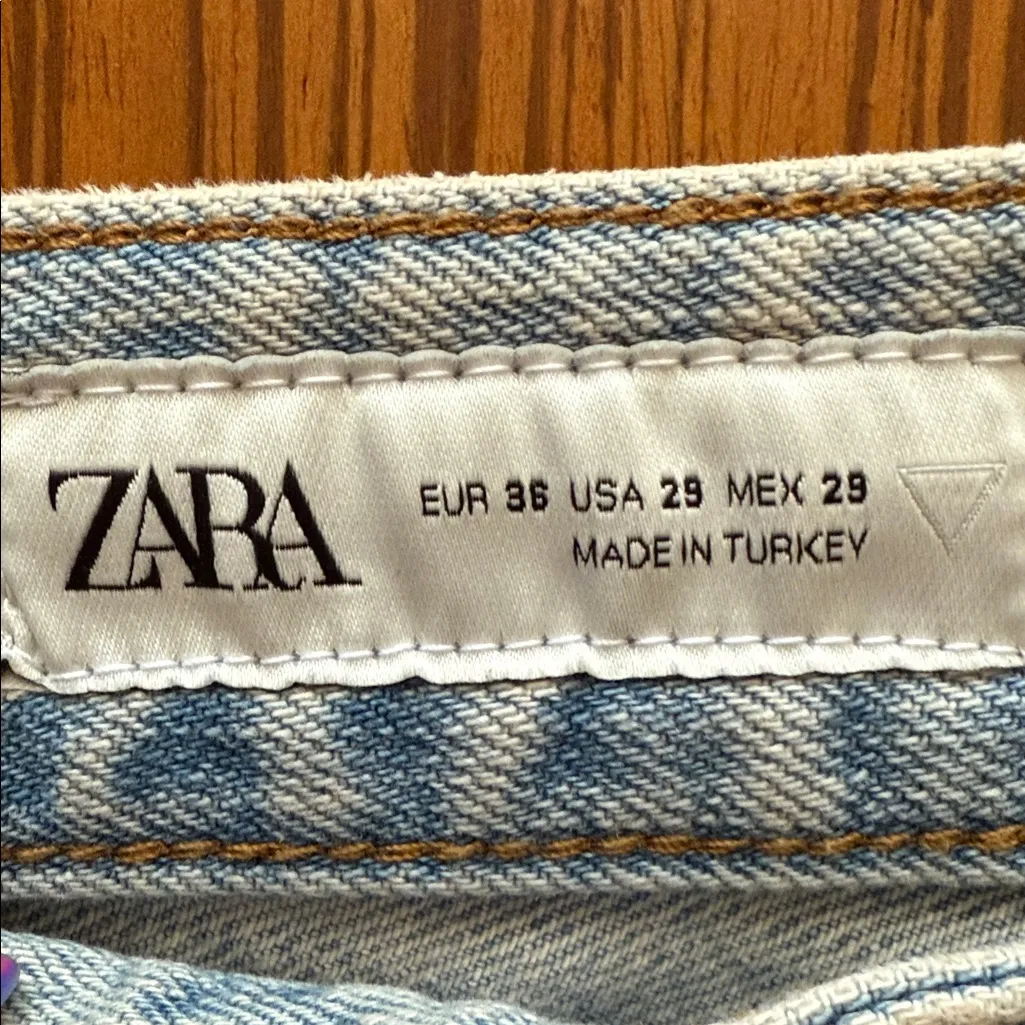 ZARA
EUR 36 USA 29 MEX 29
MADE IN TURKEY